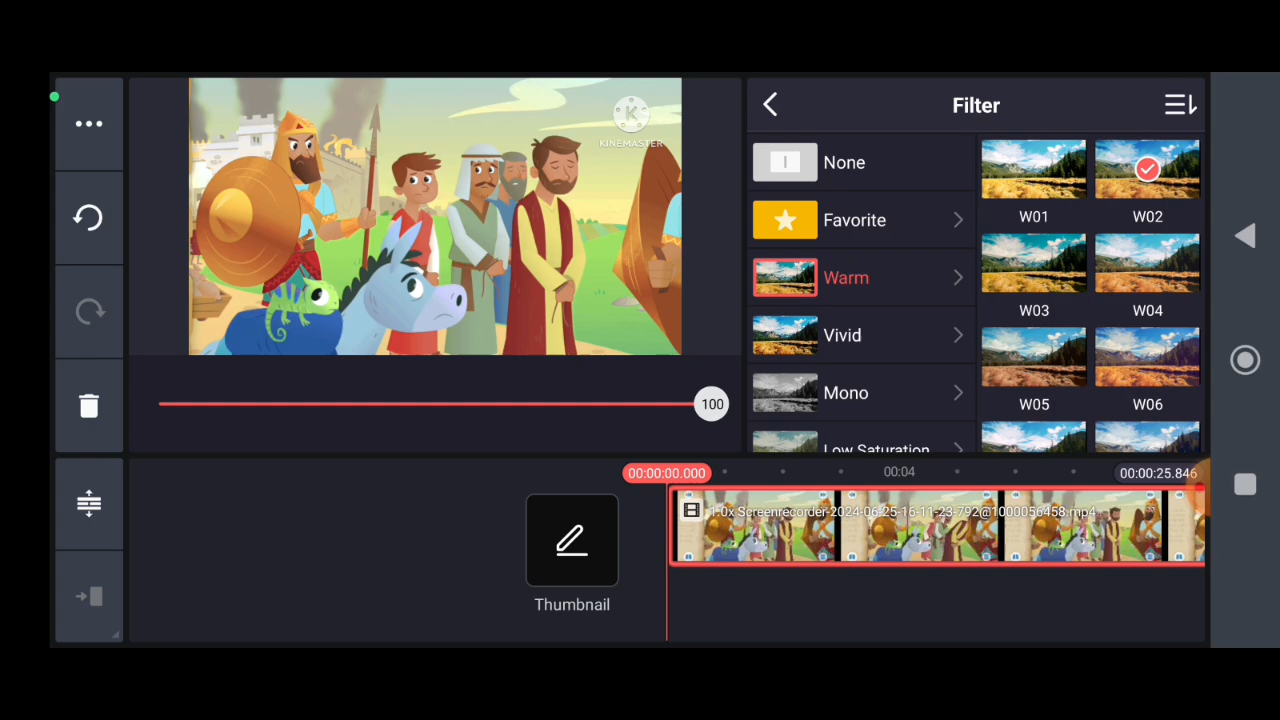 KINEMASTER
Filter
None
Favorite
Warm
Vivid
Mono
Low Saturation
W01
W02
W03
W04
W05
W06
100
00:00:00.000
00:04
00:00:25.846
1.0x Screenrecorder-2024-06-25-16-11-23-792@1000056458.mp4
Thumbnail